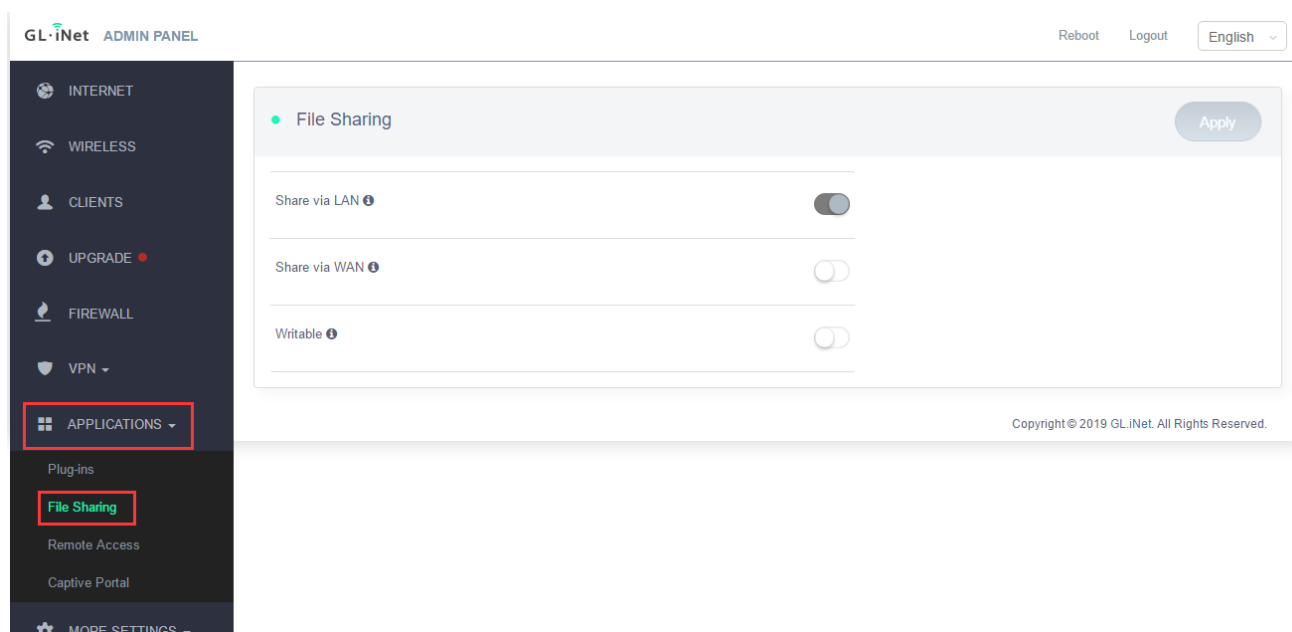 GL·iNet ADMIN PANEL
Reboot Logout English
INTERNET
WIRELESS
CLIENTS
UPGRADE
FIREWALL
VPN
APPLICATIONS
Plug-ins
File Sharing
Remote Access
Captive Portal
MORE SETTINGS
File Sharing
Apply
Share via LAN
Share via WAN
Writable
Copyright © 2019 GL.iNet. All Rights Reserved.